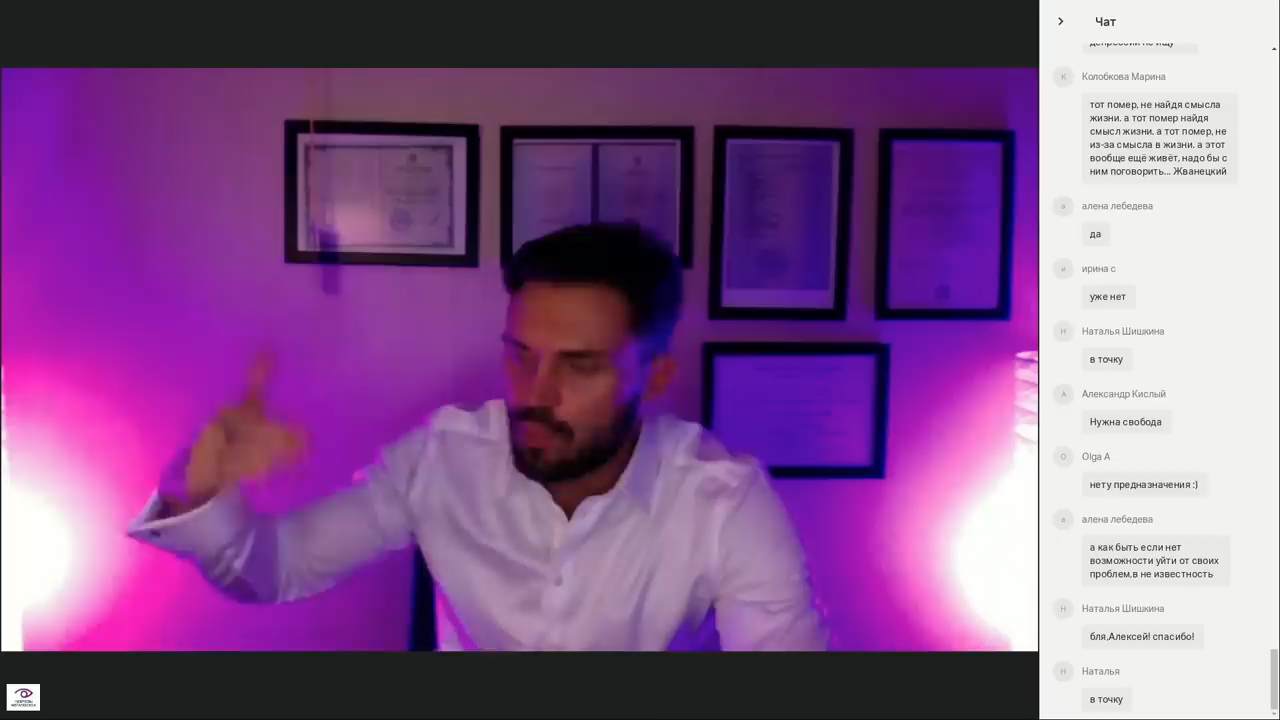 Чат
депрессии не ищу
Колобкова Марина
К
тот помер, не найдя смысла
жизни. а тот помер найдя
смысл жизни. а тот помер, не
из-за смысла в жизни. а этот
вообще ещё живёт, надо бы с
ним поговорить... Жванецкий
а
алена лебедева
да
и
ирина с
уже нет
Н
Наталья Шишкина
в точку
А
Александр Кислый
Нужна свобода
O
Olga A
нету предназначения :)
а
алена лебедева
а как быть если нет
возможности уйти от своих
проблем,в не известность
Н
Наталья Шишкина
бля,Алексей! спасибо!
Н
Наталья
в точку